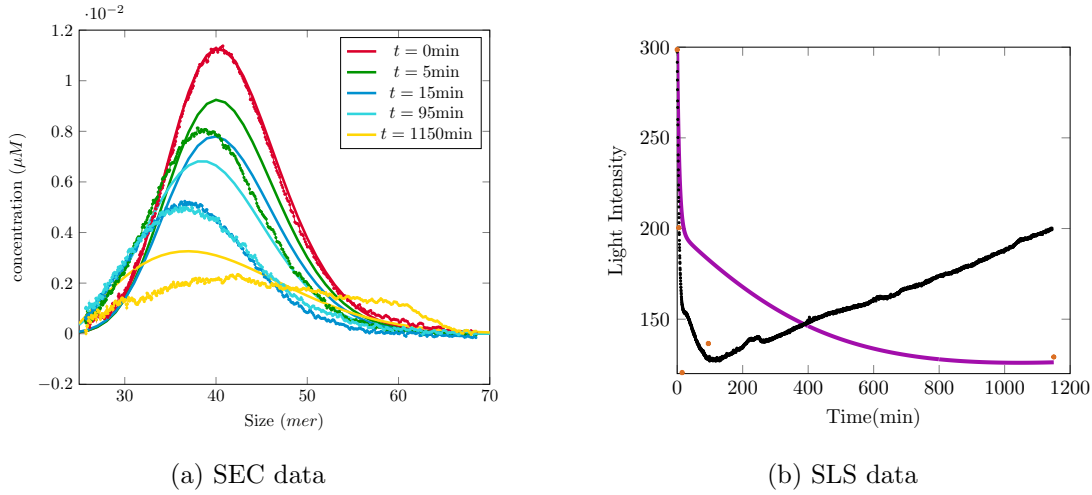 ·10⁻²
1.2
1
0.8
0.6
0.4
0.2
0
−0.2
30 40 50 60 70
Size (mer)
concentration (μM)
t = 0min
t = 5min
t = 15min
t = 95min
t = 1150min
(a) SEC data
300
250
200
150
0 200 400 600 800 1000 1200
Time(min)
Light Intensity
(b) SLS data